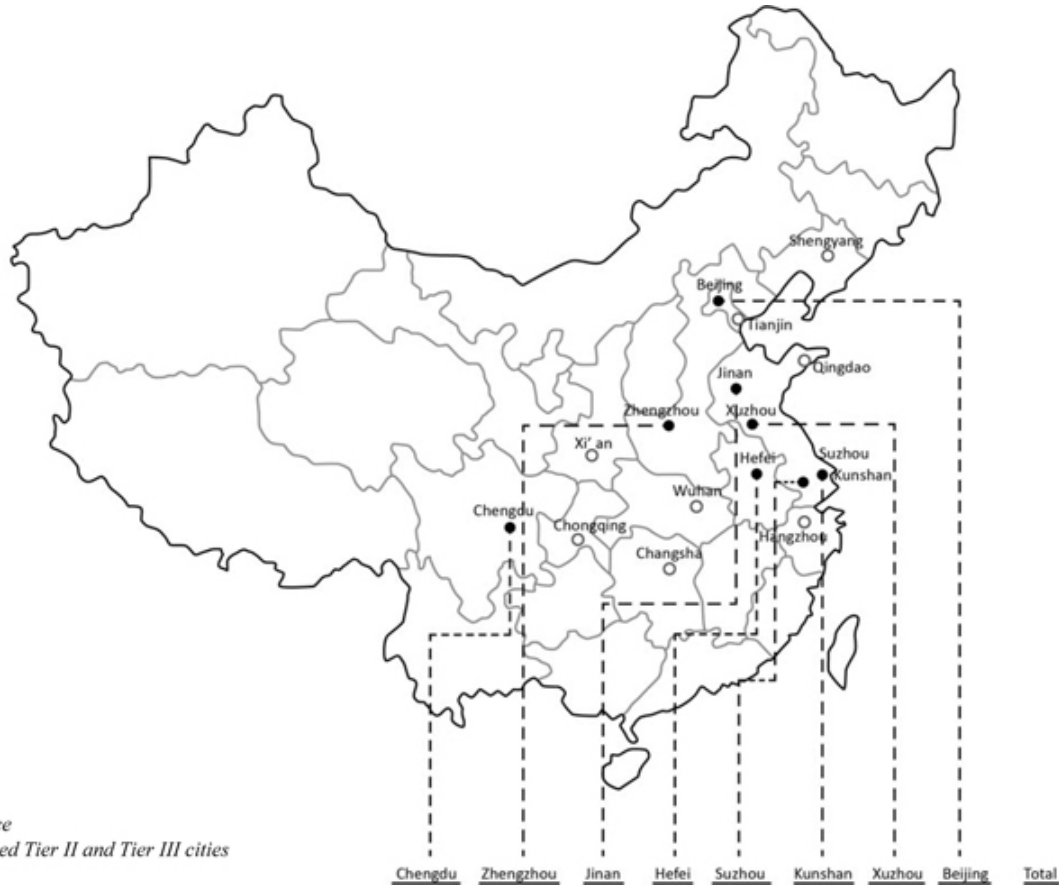 Shengyang
Beijing
Tianjin
Qingdao
Jinan
Zhengzhou
Xuzhou
Xi' an
Hefei
Suzhou
Kunshan
Wuhan
Chengdu
Chongqing
Hangzhou
Changsha
Tier II and Tier III cities
Chengdu Zhengzhou Jinan Hefei Suzhou Kunshan Xuzhou Beijing Total